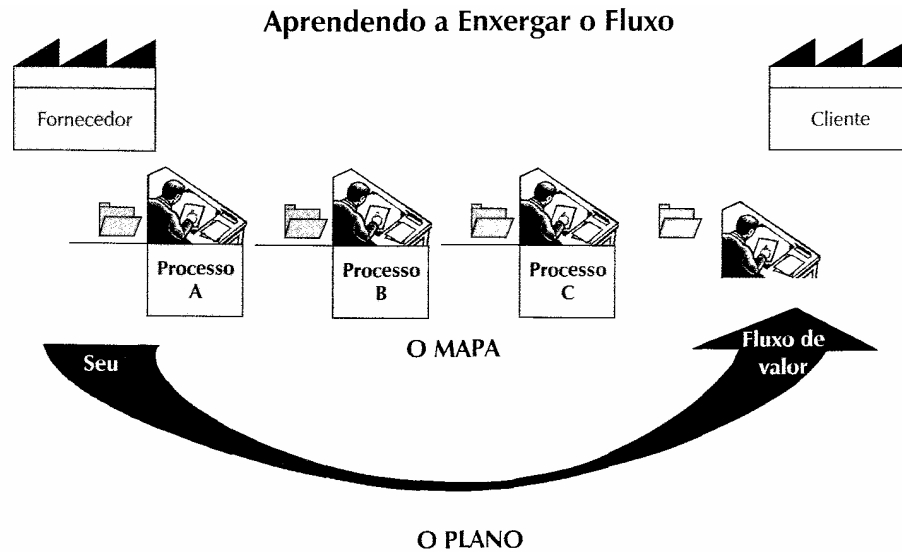 Aprendendo a Enxergar o Fluxo
Fornecedor
Cliente
Processo
A
Processo
B
Processo
C
O MAPA
Seu
Fluxo de
valor
O PLANO